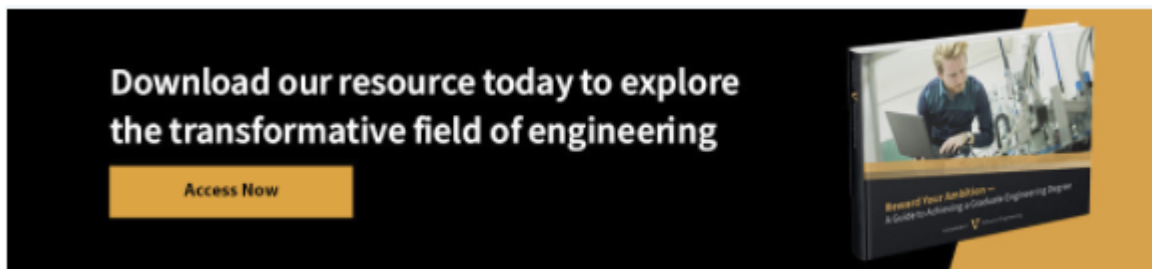 Download our resource today to explore
the transformative field of engineering
Access Now
Reward Your Ambition —
A Guide to Achieving a Graduate Engineering Degree